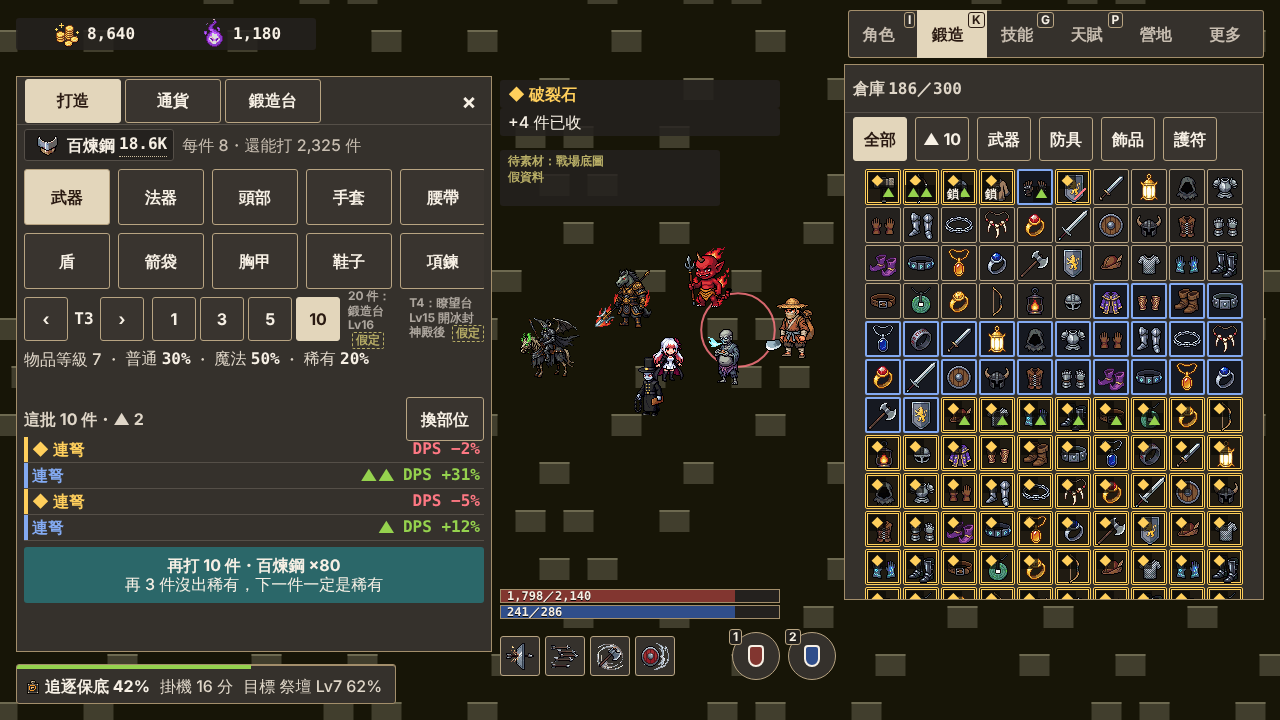 8,640
1,180
角色 I
鍛造 K
技能 G
天賦 P
營地
更多
打造
通貨
鍛造台
×
百煉鋼 18.6K 每件 8・還能打 2,325 件
武器
法器
頭部
手套
腰帶
盾
箭袋
胸甲
鞋子
項鍊
‹ T3 ›
1
3
5
10
20 件：
鍛造台
Lv16
假定
T4：瞭望台
Lv15 開冰封
神殿後 假定
物品等級 7 ・ 普通 30% ・ 魔法 50% ・ 稀有 20%
這批 10 件・▲ 2
換部位
◆ 連弩 DPS −2%
連弩 ▲▲ DPS +31%
◆ 連弩 DPS −5%
連弩 ▲ DPS +12%
再打 10 件・百煉鋼 ×80
再 3 件沒出稀有，下一件一定是稀有
追逐保底 42% 掛機 16 分 目標 祭壇 Lv7 62%
◆ 破裂石
+4 件已收
待素材：戰場底圖
假資料
1,798／2,140
241／286
1
2
倉庫 186／300
全部
▲ 10
武器
防具
飾品
護符
鎖
鎖